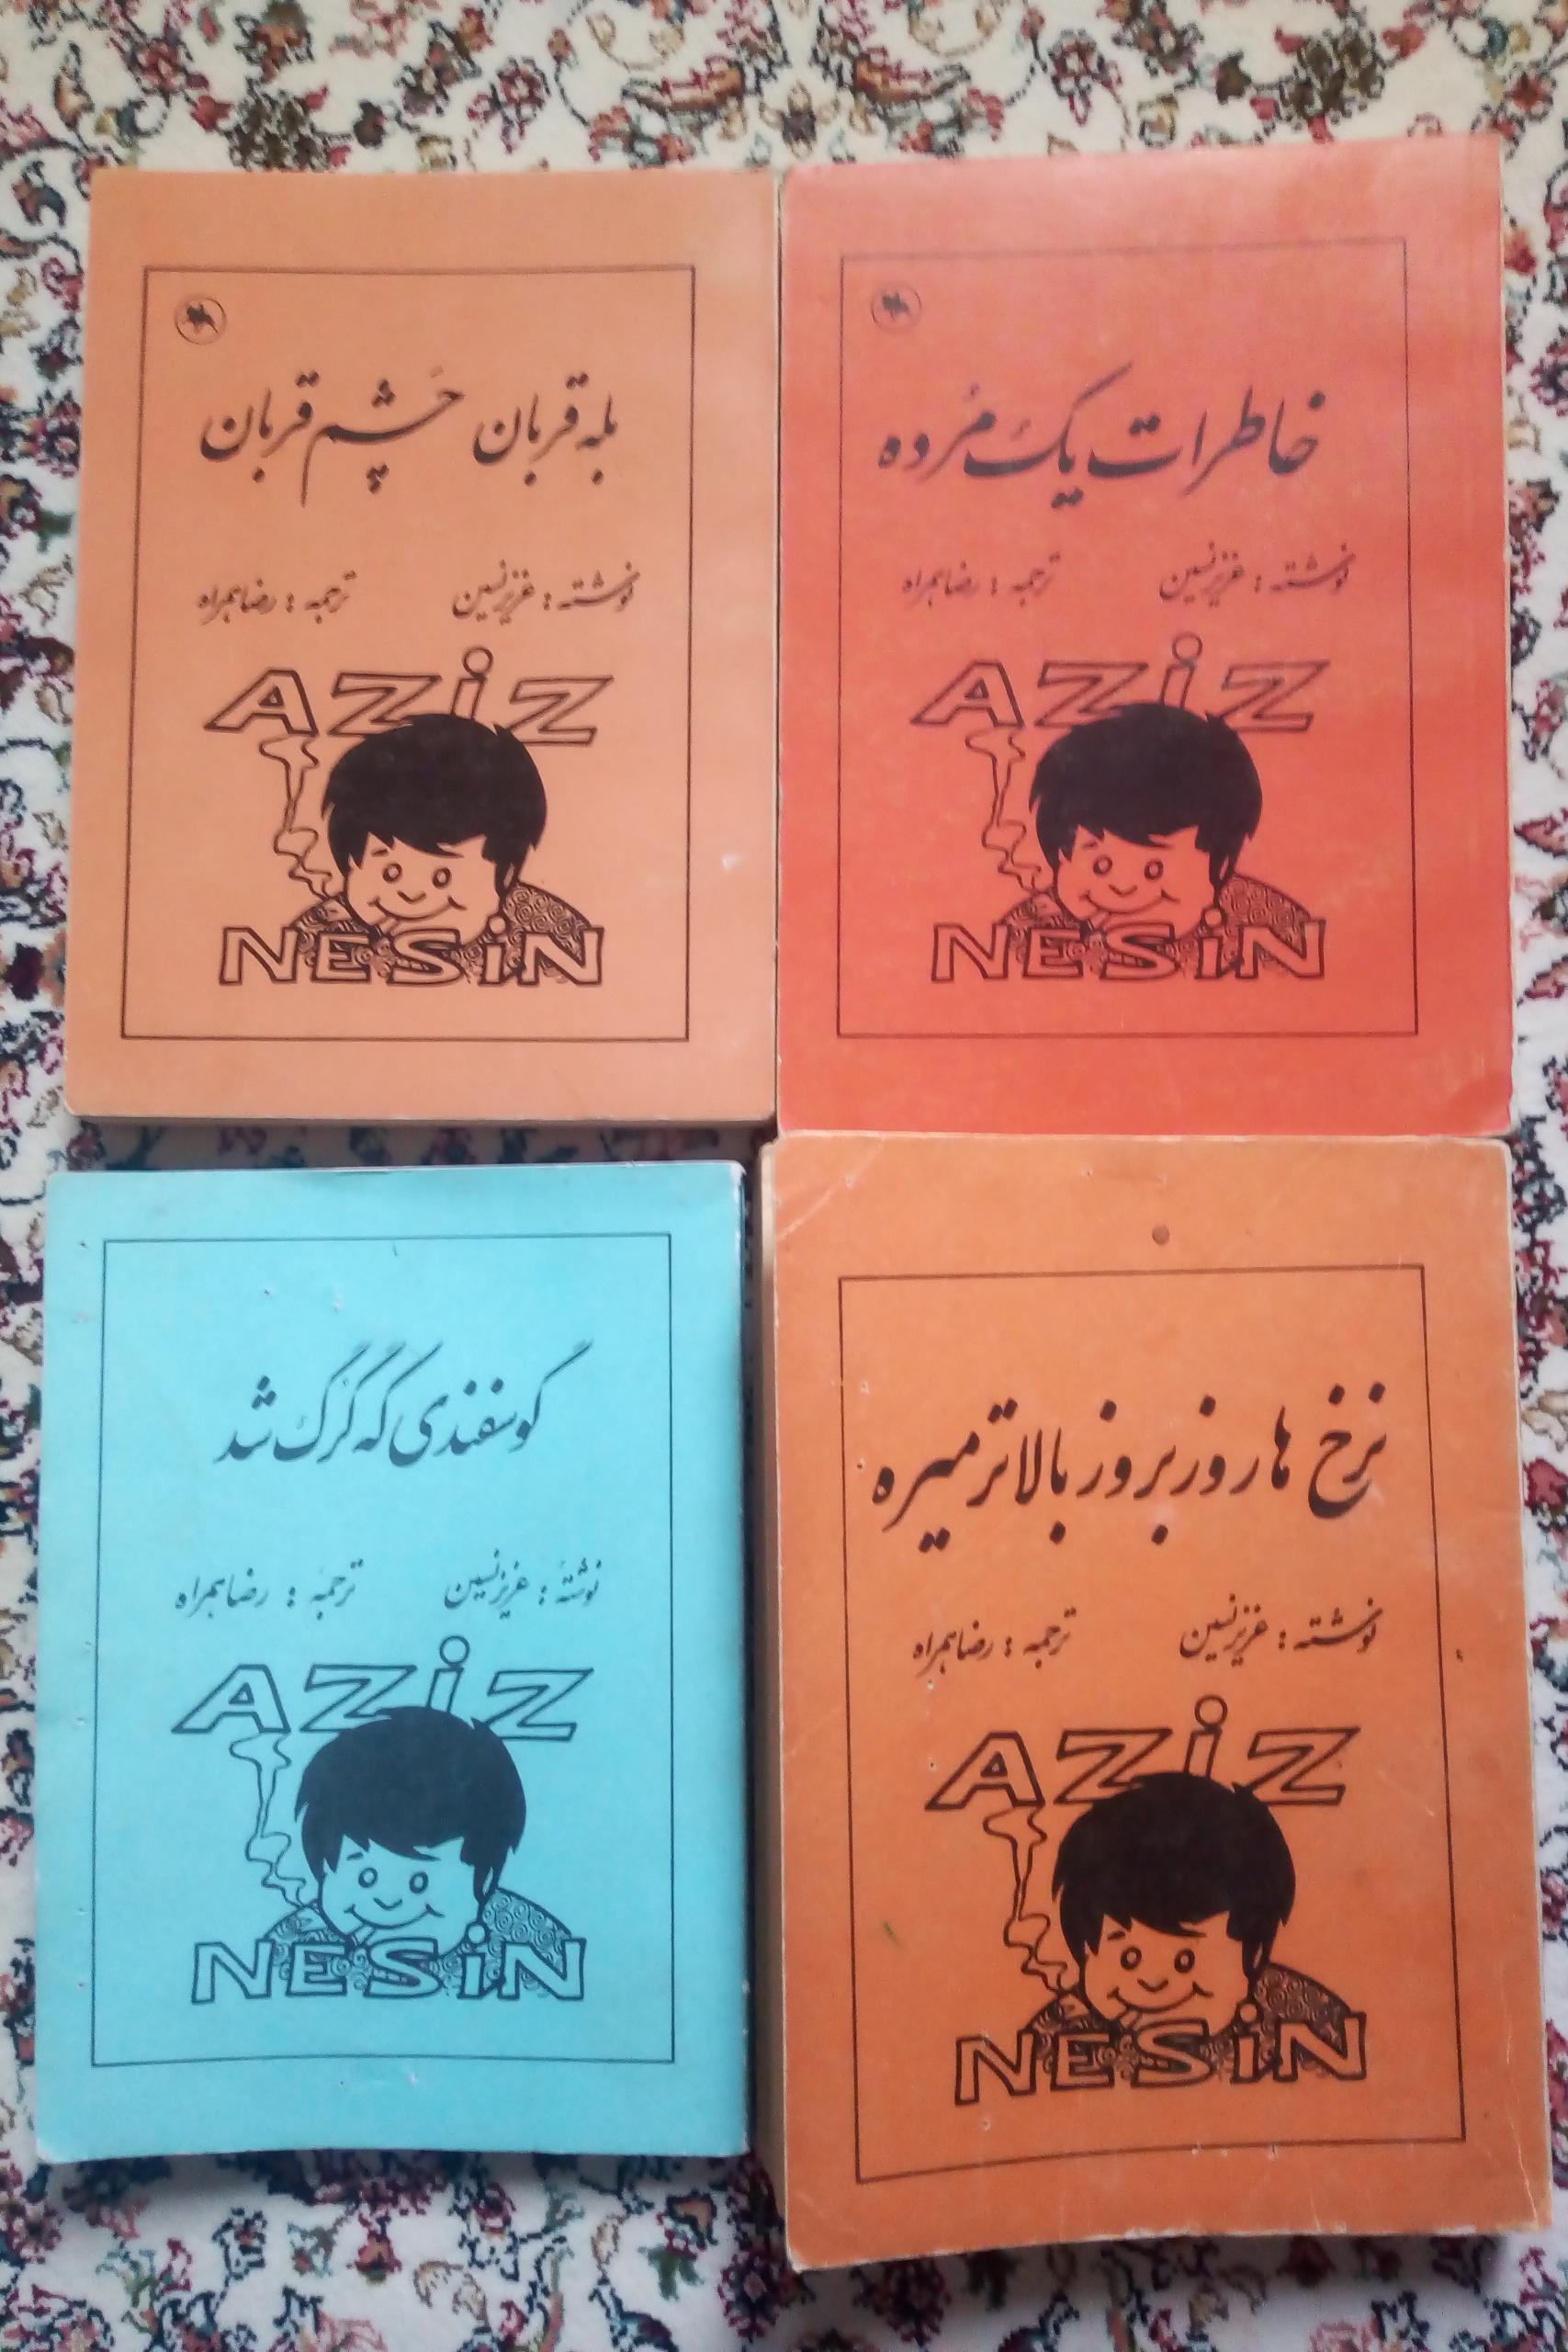 بله قربان چَشم قربان
نوشته : عزیز نسین ترجمه : رضا همراه
AZiZ
NESiN
خاطرات یک مُرده
نوشته : عزیز نسین ترجمه : رضا همراه
AZiZ
NESiN
گوسفندی که گرگ شد
نوشتهٔ : عزیز نسین ترجمهٔ : رضا همراه
AZiZ
NESiN
نرخ ها روز بروز بالاتر میره
نوشته : عزیز نسین ترجمه : رضا همراه
AZiZ
NESiN